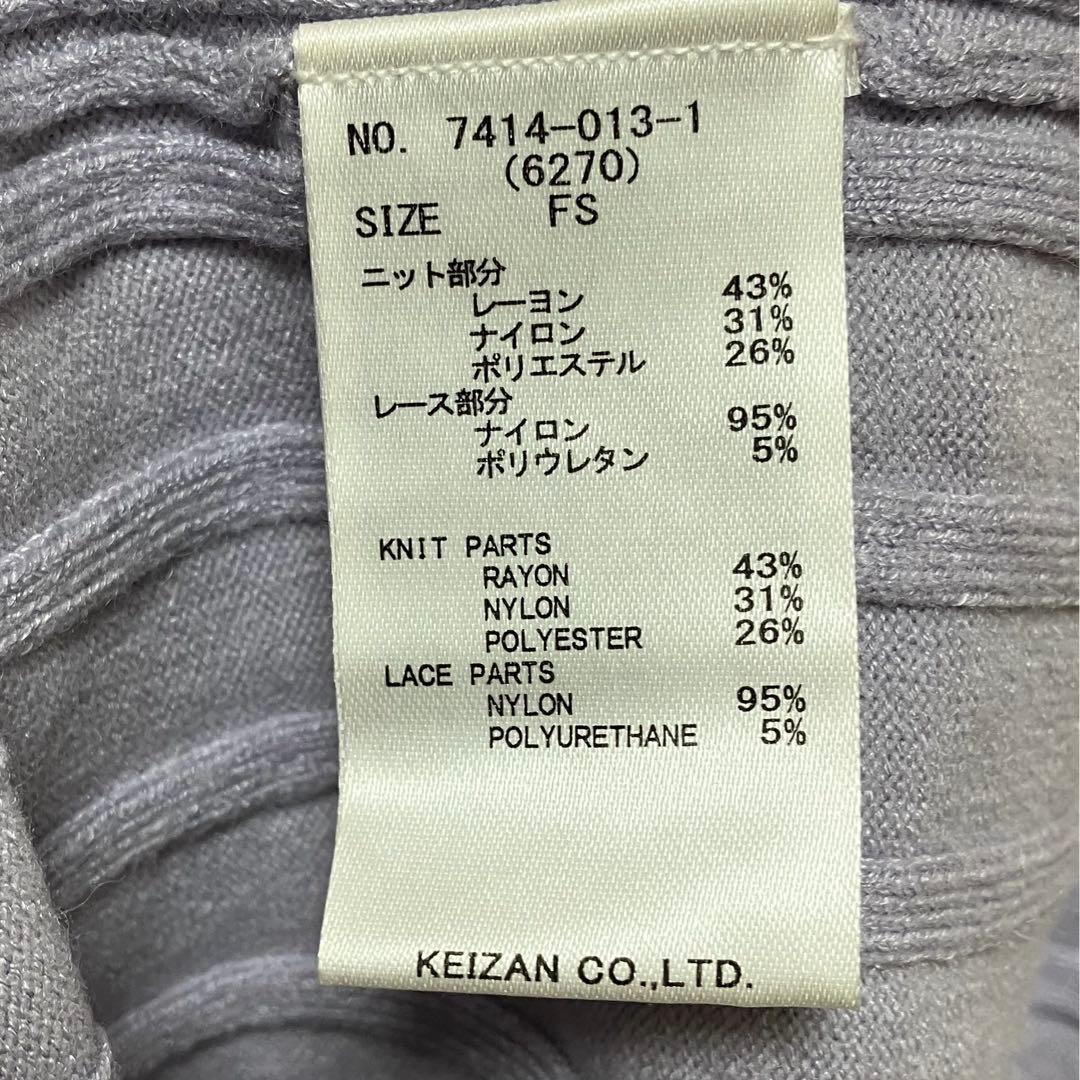 NO. 7414-013-1
(6270)
SIZE FS
ニット部分
レーヨン 43%
ナイロン 31%
ポリエステル 26%
レース部分
ナイロン 95%
ポリウレタン 5%
KNIT PARTS
RAYON 43%
NYLON 31%
POLYESTER 26%
LACE PARTS
NYLON 95%
POLYURETHANE 5%
KEIZAN CO.,LTD.